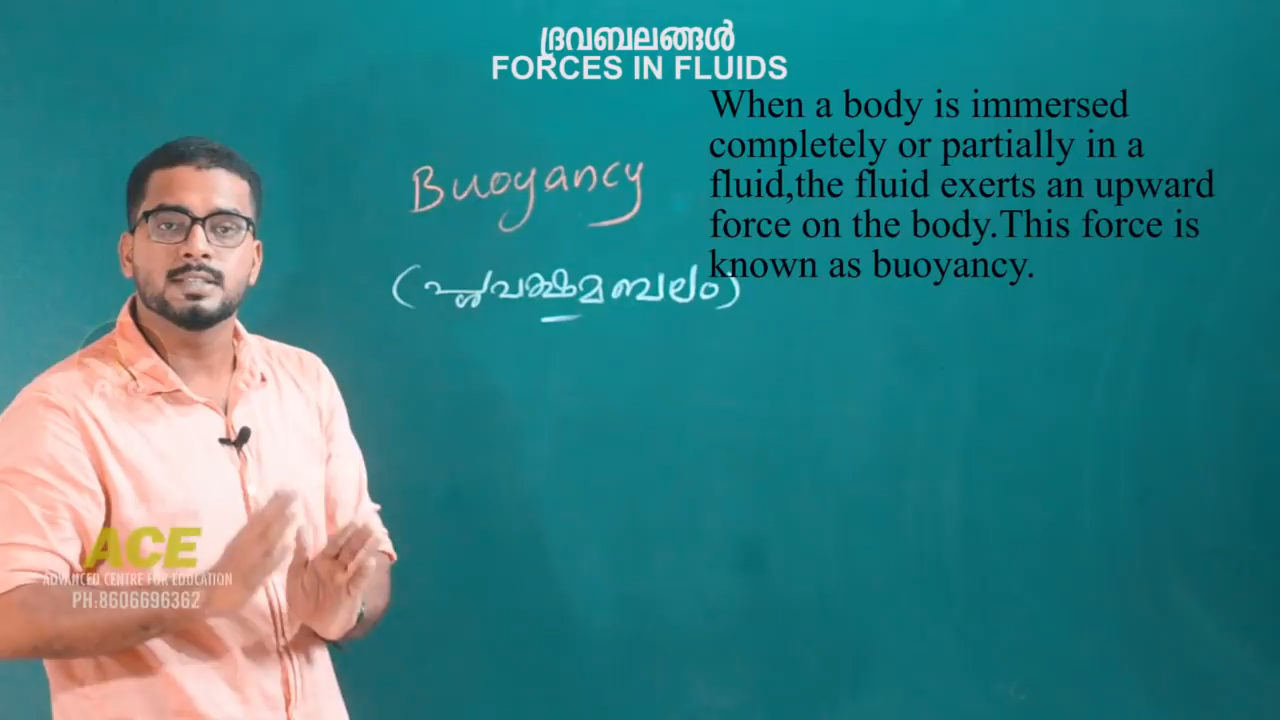 ദ്രവബലങ്ങൾ
FORCES IN FLUIDS
When a body is immersed
completely or partially in a
fluid,the fluid exerts an upward
force on the body.This force is
known as buoyancy.
Buoyancy
(പ്ലവക്ഷമബലം)
ACE
ADVANCED CENTRE FOR EDUCATION
PH:8606696362